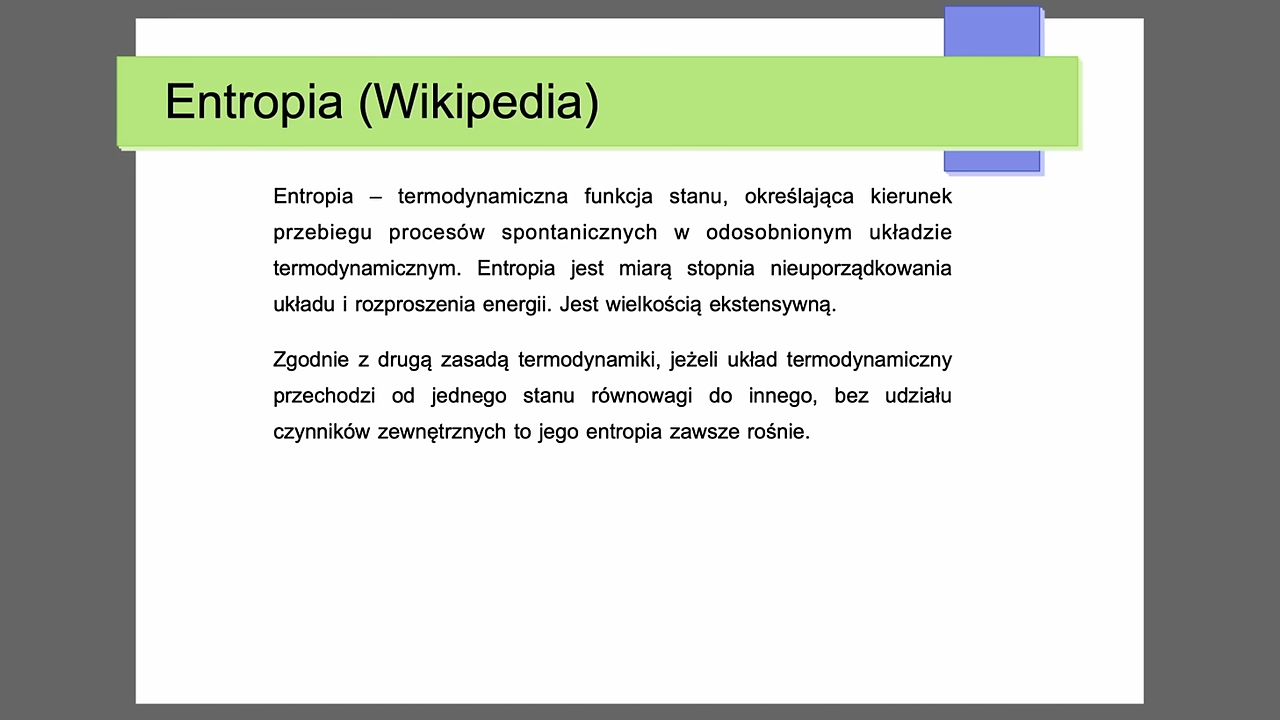 Entropia (Wikipedia)
Entropia – termodynamiczna funkcja stanu, określająca kierunek
przebiegu procesów spontanicznych w odosobnionym układzie
termodynamicznym. Entropia jest miarą stopnia nieuporządkowania
układu i rozproszenia energii. Jest wielkością ekstensywną.
Zgodnie z drugą zasadą termodynamiki, jeżeli układ termodynamiczny
przechodzi od jednego stanu równowagi do innego, bez udziału
czynników zewnętrznych to jego entropia zawsze rośnie.